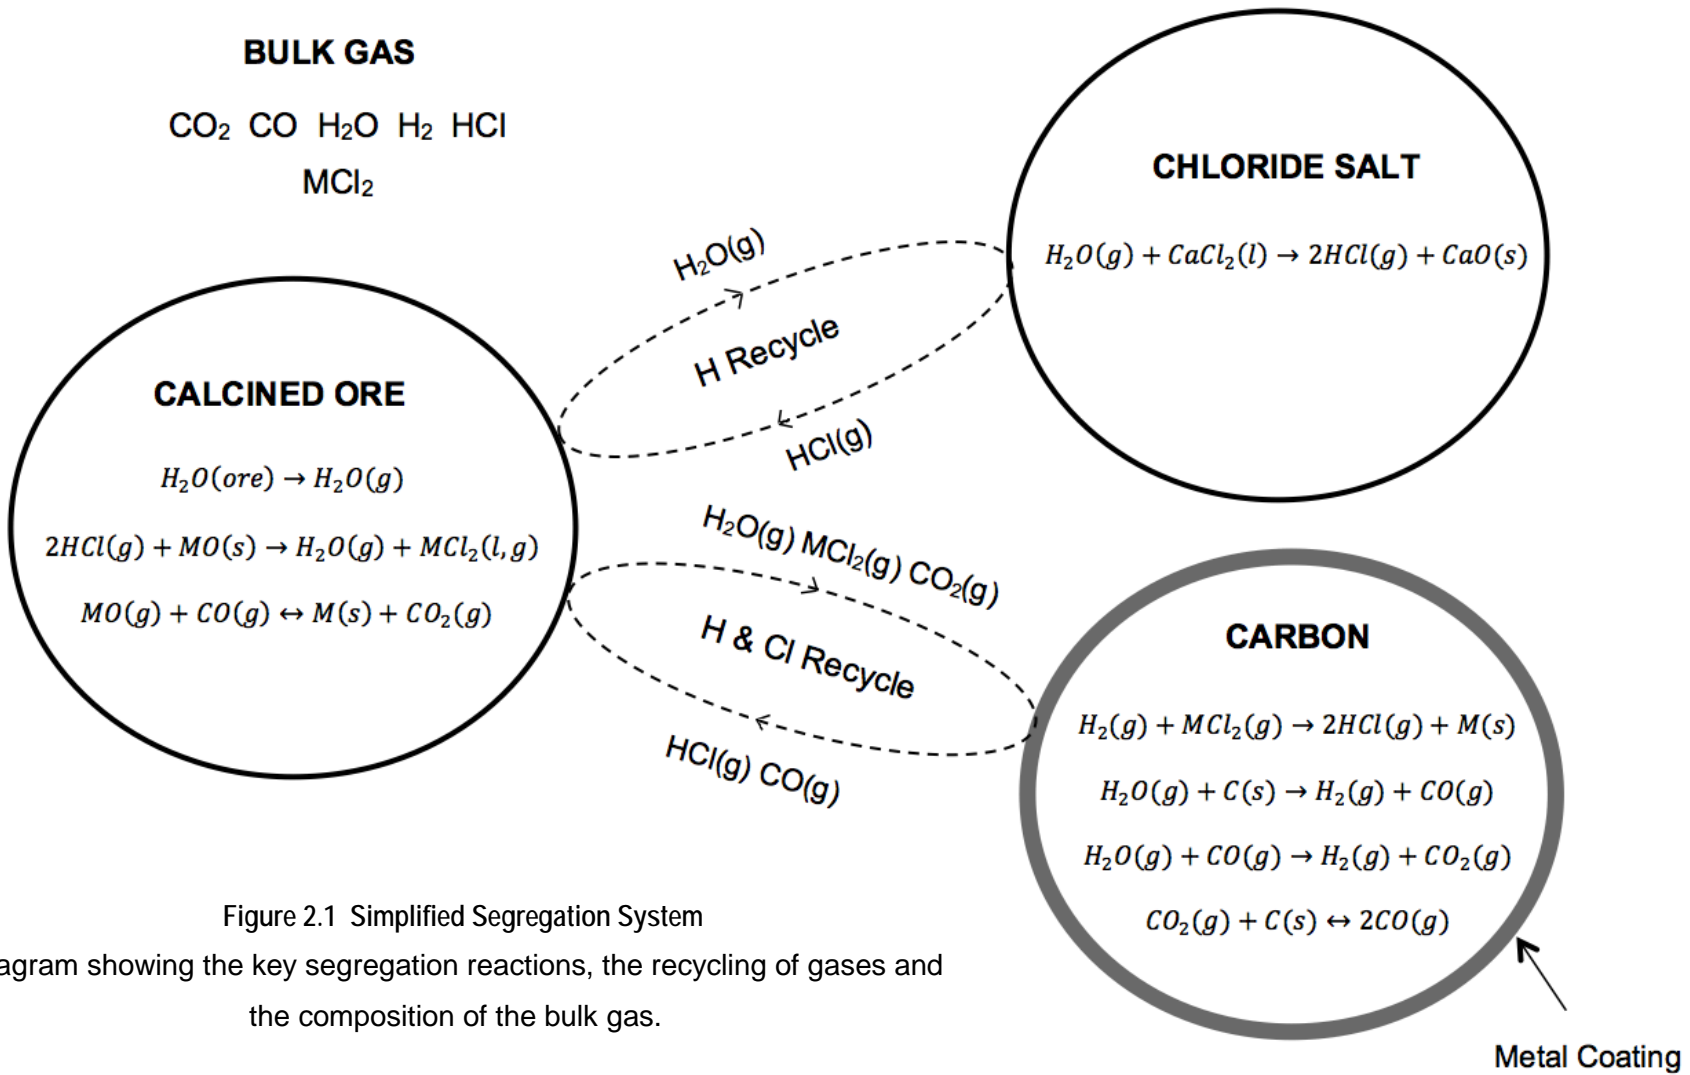 BULK GAS
CO₂ CO H₂O H₂ HCl
MCl₂
CHLORIDE SALT
H₂O(g) + CaCl₂(l) → 2HCl(g) + CaO(s)
H₂O(g)
H Recycle
HCl(g)
CALCINED ORE
H₂O(ore) → H₂O(g)
2HCl(g) + MO(s) → H₂O(g) + MCl₂(l,g)
MO(g) + CO(g) ↔ M(s) + CO₂(g)
H₂O(g) MCl₂(g) CO₂(g)
H & Cl Recycle
HCl(g) CO(g)
CARBON
H₂(g) + MCl₂(g) → 2HCl(g) + M(s)
H₂O(g) + C(s) → H₂(g) + CO(g)
H₂O(g) + CO(g) → H₂(g) + CO₂(g)
CO₂(g) + C(s) ↔ 2CO(g)
Metal Coating
Figure 2.1 Simplified Segregation System
agram showing the key segregation reactions, the recycling of gases and
the composition of the bulk gas.